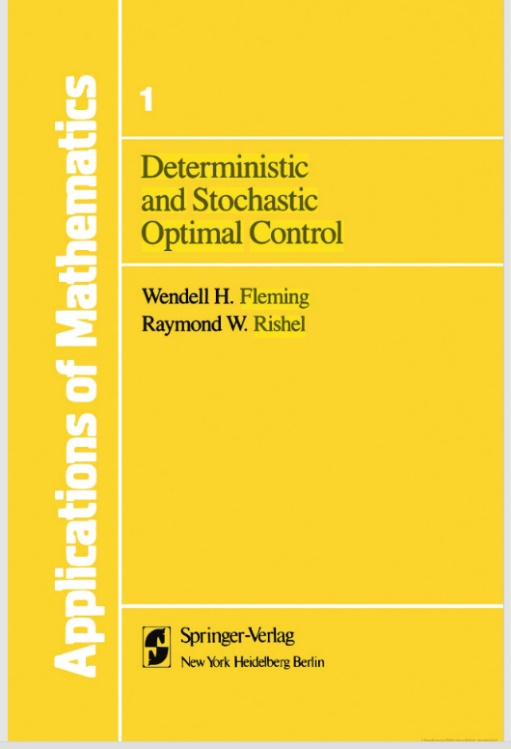 Applications of Mathematics
1
Deterministic
and Stochastic
Optimal Control
Wendell H. Fleming
Raymond W. Rishel
Springer-Verlag
New York Heidelberg Berlin